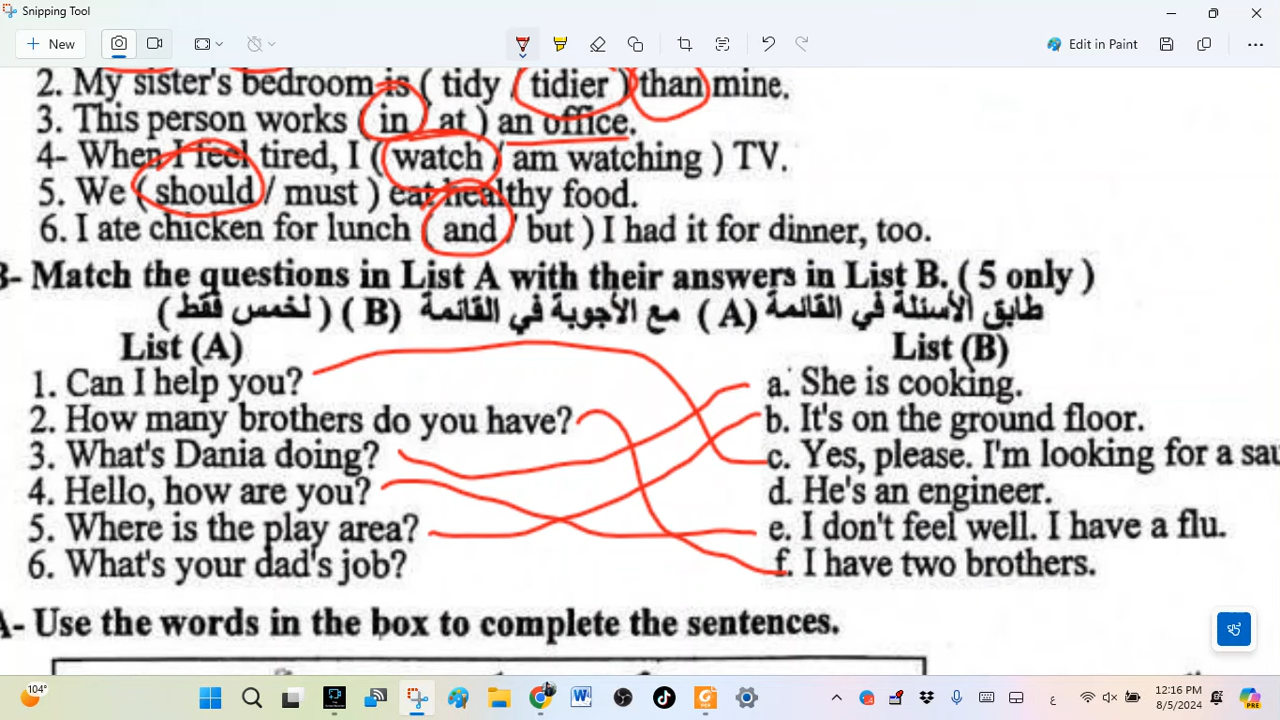 Snipping Tool
New
Edit in Paint
2. My sister's bedroom is ( tidy / tidier ) than mine.
3. This person works ( in / at ) an office.
4- When I feel tired, I ( watch / am watching ) TV.
5. We ( should / must ) eat healthy food.
6. I ate chicken for lunch ( and / but ) I had it for dinner, too.
B- Match the questions in List A with their answers in List B. ( 5 only )
طابق الأسئلة في القائمة (A) مع الأجوبة في القائمة (B) (لخمس فقط)
List (A) List (B)
1. Can I help you? a. She is cooking.
2. How many brothers do you have? b. It's on the ground floor.
3. What's Dania doing? c. Yes, please. I'm looking for a
4. Hello, how are you? d. He's an engineer.
5. Where is the play area? e. I don't feel well. I have a flu.
6. What's your dad's job? f. I have two brothers.
A- Use the words in the box to complete the sentences.
104°
12:16 PM
8/5/2024
PRE